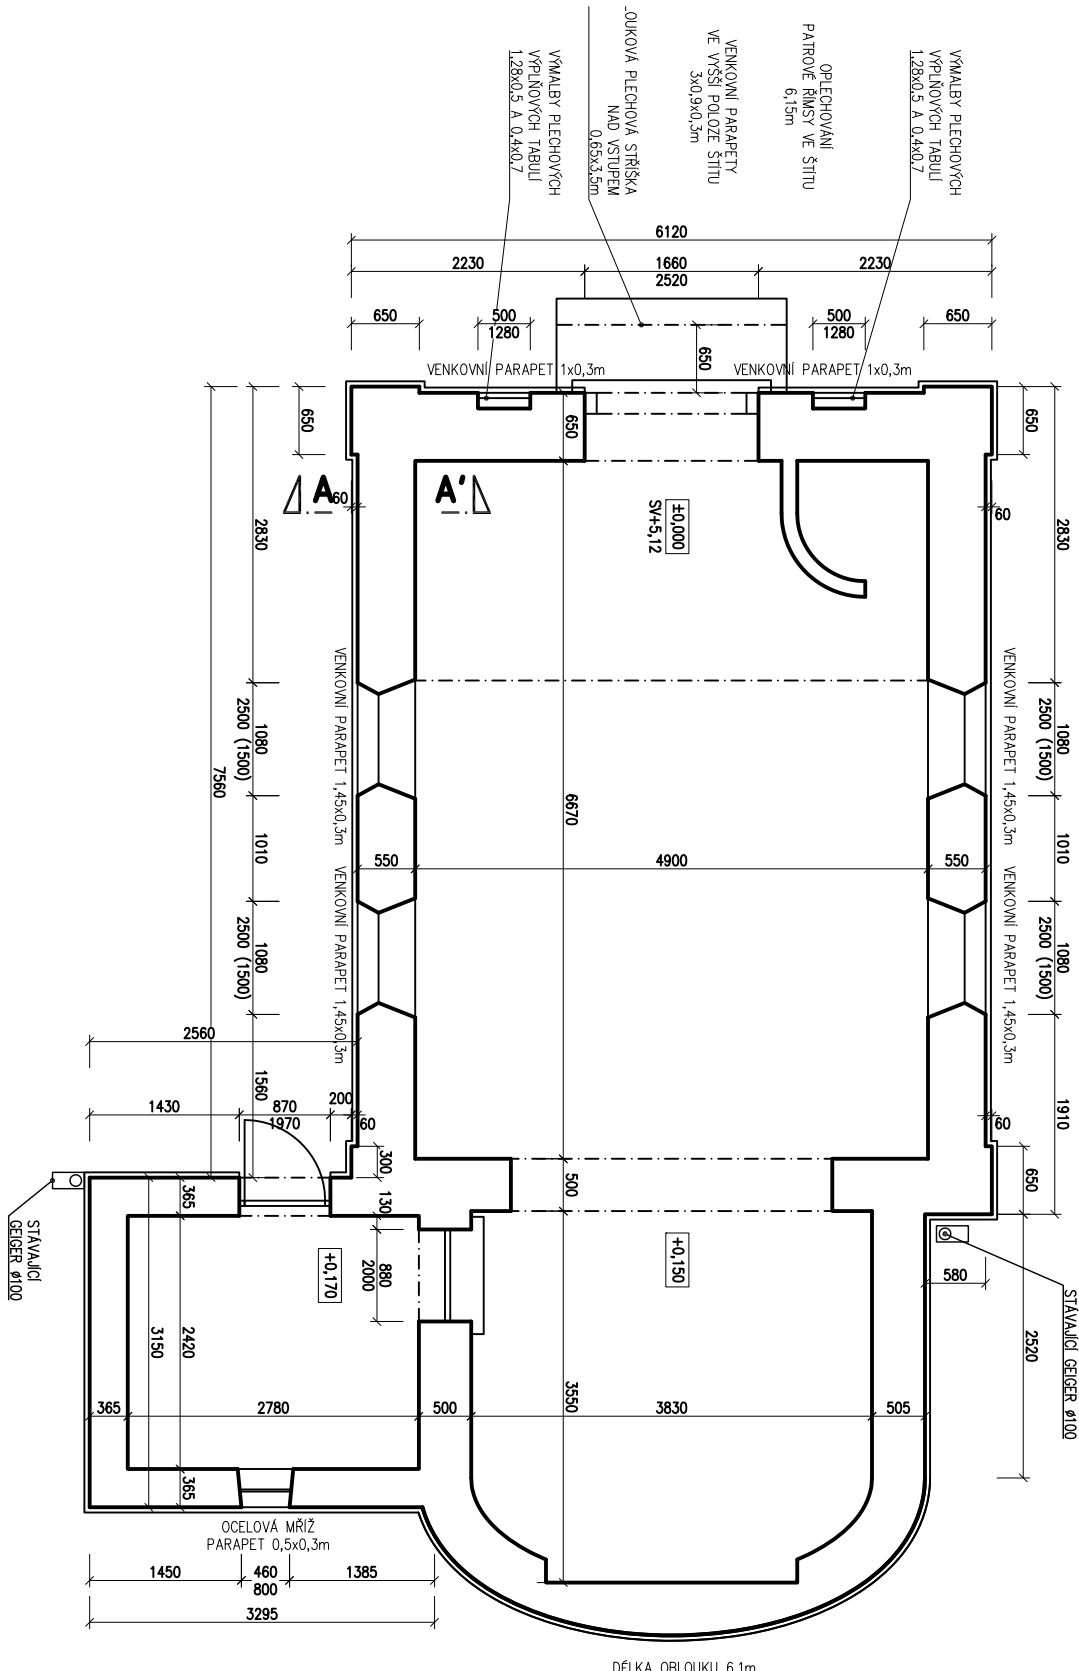 VÝMALBY PLECHOVÝCH
VÝPLŇOVÝCH TABULÍ
1,28x0,5 A 0,4x0,7
OPLECHOVÁNÍ
PATROVÉ ŘÍMSY VE ŠTÍTU
6,15m
VENKOVNÍ PARAPETY
VE VYŠŠÍ POLOZE ŠTÍTU
3x0,9x0,3m
OUKOVÁ PLECHOVÁ STŘÍŠKA
NAD VSTUPEM
0,65x3,5m
VÝMALBY PLECHOVÝCH
VÝPLŇOVÝCH TABULÍ
1,28x0,5 A 0,4x0,7
6120
2230
1660
2520
2230
650
500
1280
650
500
1280
650
VENKOVNÍ PARAPET 1x0,3m
VENKOVNÍ PARAPET 1x0,3m
650
650
650
A
A'
60
60
±0,000
SV+5,12
2830
2830
VENKOVNÍ PARAPET 1,45x0,3m
VENKOVNÍ PARAPET 1,45x0,3m
1080
2500 (1500)
1080
2500 (1500)
7560
6670
1010
550
4900
550
1010
VENKOVNÍ PARAPET 1,45x0,3m
VENKOVNÍ PARAPET 1,45x0,3m
1080
2500 (1500)
1080
2500 (1500)
2560
1560
1430
870
1970
200
60
60
1910
300
500
650
365
130
STÁVAJÍCÍ
GEIGER ø100
+0,170
880
2000
+0,150
580
STÁVAJÍCÍ GEIGER ø100
2520
3150
2420
3550
365
2780
500
3830
505
365
OCELOVÁ MŘÍŽ
PARAPET 0,5x0,3m
1450
460
800
1385
3295
DÉLKA OBLOUKU 6,1m